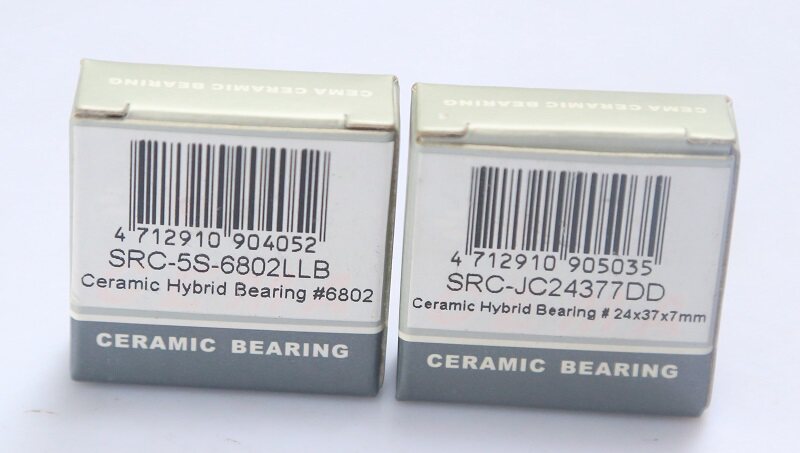 CEMA CERAMIC BEARING
4 712910 904052
SRC-5S-6802LLB
Ceramic Hybrid Bearing #6802
CERAMIC BEARING
CEMA CERAMIC BEARING
4 712910 905035
SRC-JC24377DD
Ceramic Hybrid Bearing # 24x37x7mm
CERAMIC BEARING